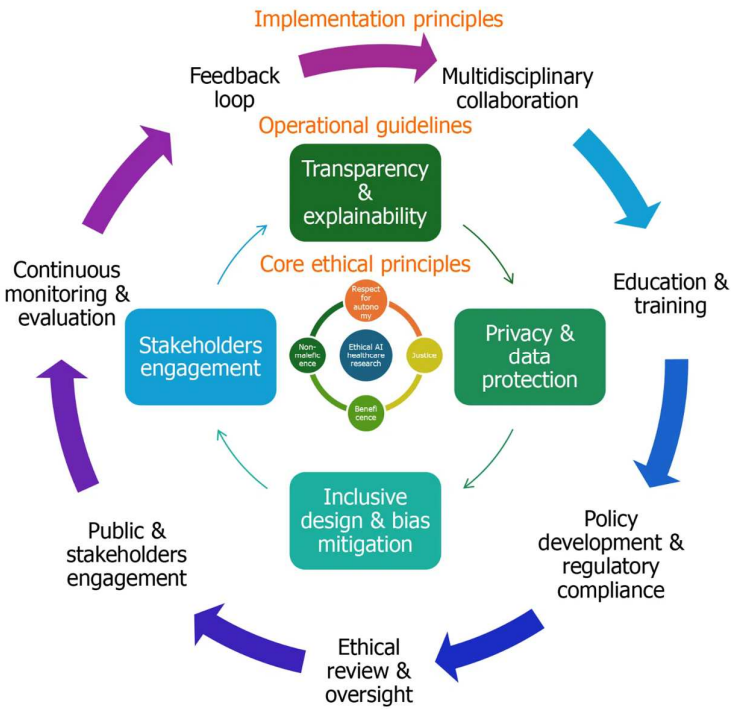 Implementation principles
Feedback
loop
Multidisciplinary
collaboration
Operational guidelines
Transparency
&
explainability
Core ethical principles
Continuous
monitoring &
evaluation
Education &
training
Stakeholders
engagement
Respect
for
autono
my
Non-
malefic
ence
Ethical AI
healthcare
research
Justice
Benefi
cence
Privacy &
data
protection
Inclusive
design & bias
mitigation
Public &
stakeholders
engagement
Policy
development &
regulatory
compliance
Ethical
review &
oversight